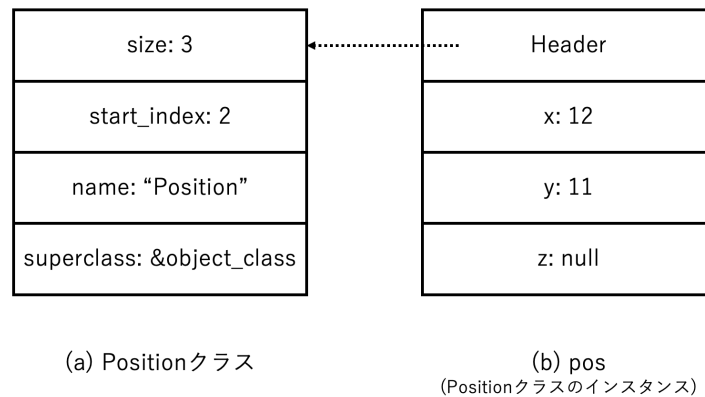 size: 3
start_index: 2
name: “Position”
superclass: &object_class
(a) Positionクラス
Header
x: 12
y: 11
z: null
(b) pos
(Positionクラスのインスタンス)